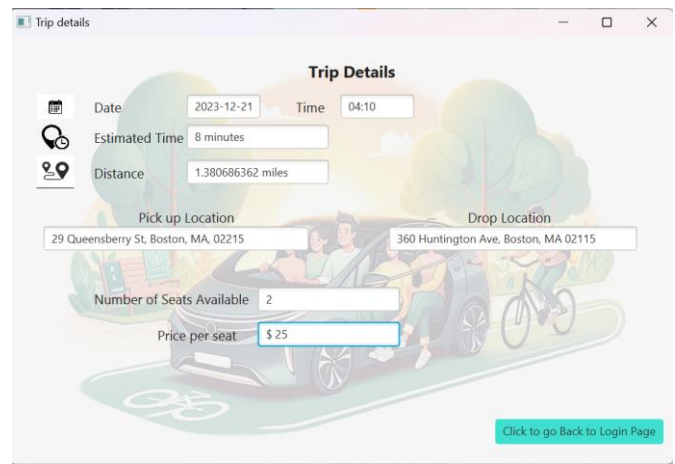 Trip details
Trip Details
Date 2023-12-21 Time 04:10
Estimated Time 8 minutes
Distance 1.380686362 miles
Pick up Location Drop Location
29 Queensberry St, Boston, MA, 02215 360 Huntington Ave, Boston, MA 02115
Number of Seats Available 2
Price per seat $ 25
Click to go Back to Login Page